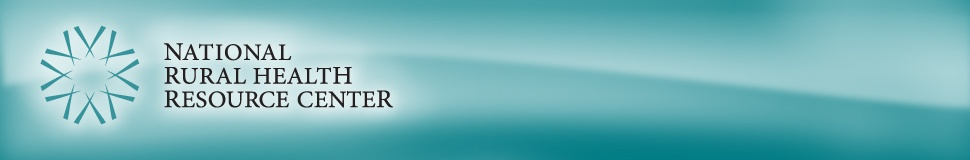 NATIONAL
RURAL HEALTH
RESOURCE CENTER